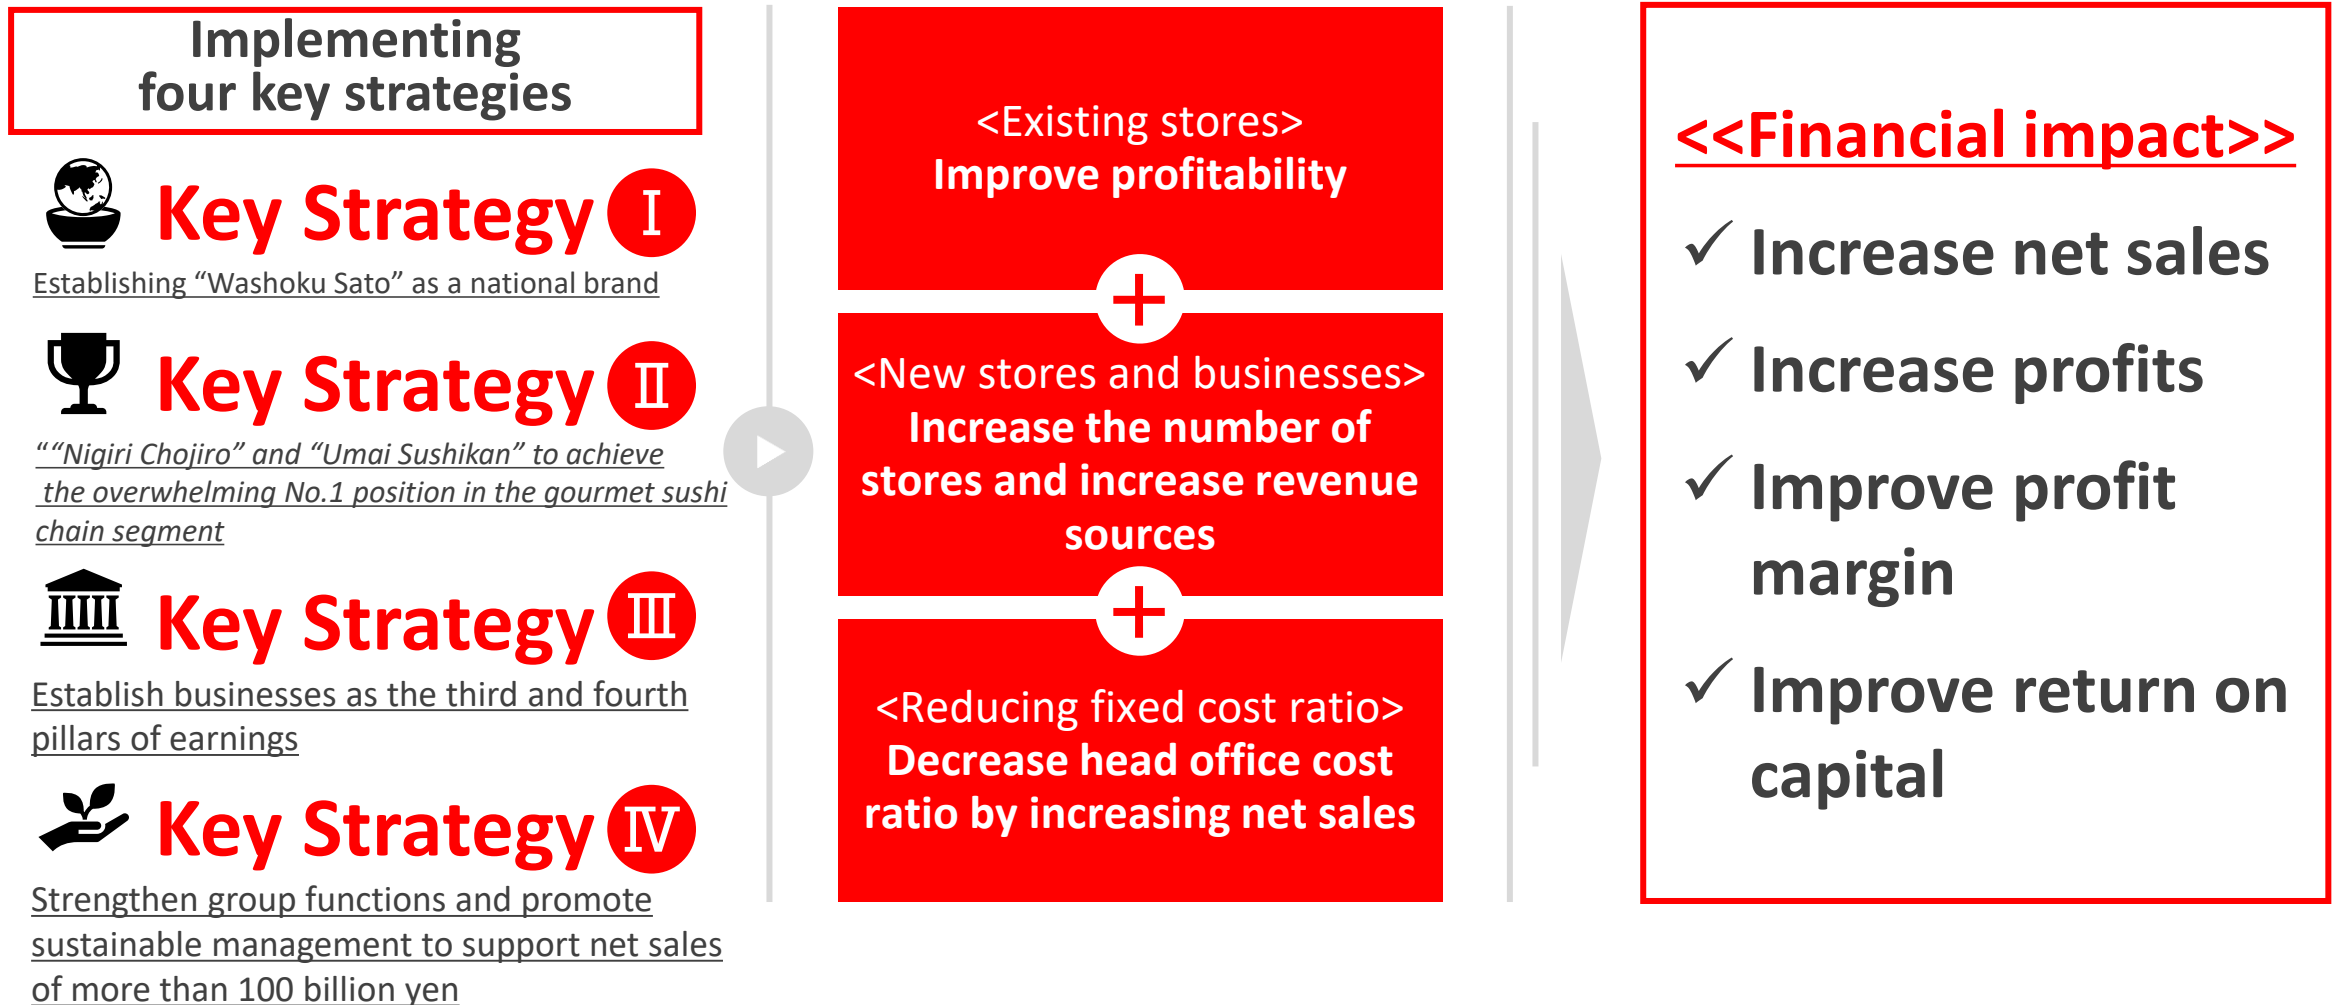 Implementing
four key strategies
Key Strategy Ⅰ
Establishing “Washoku Sato” as a national brand
Key Strategy Ⅱ
““Nigiri Chojiro” and “Umai Sushikan” to achieve
the overwhelming No.1 position in the gourmet sushi
chain segment
Key Strategy Ⅲ
Establish businesses as the third and fourth
pillars of earnings
Key Strategy Ⅳ
Strengthen group functions and promote
sustainable management to support net sales
of more than 100 billion yen
<Existing stores>
Improve profitability
+
<New stores and businesses>
Increase the number of
stores and increase revenue
sources
+
<Reducing fixed cost ratio>
Decrease head office cost
ratio by increasing net sales
<<Financial impact>>
✓ Increase net sales
✓ Increase profits
✓ Improve profit
margin
✓ Improve return on
capital